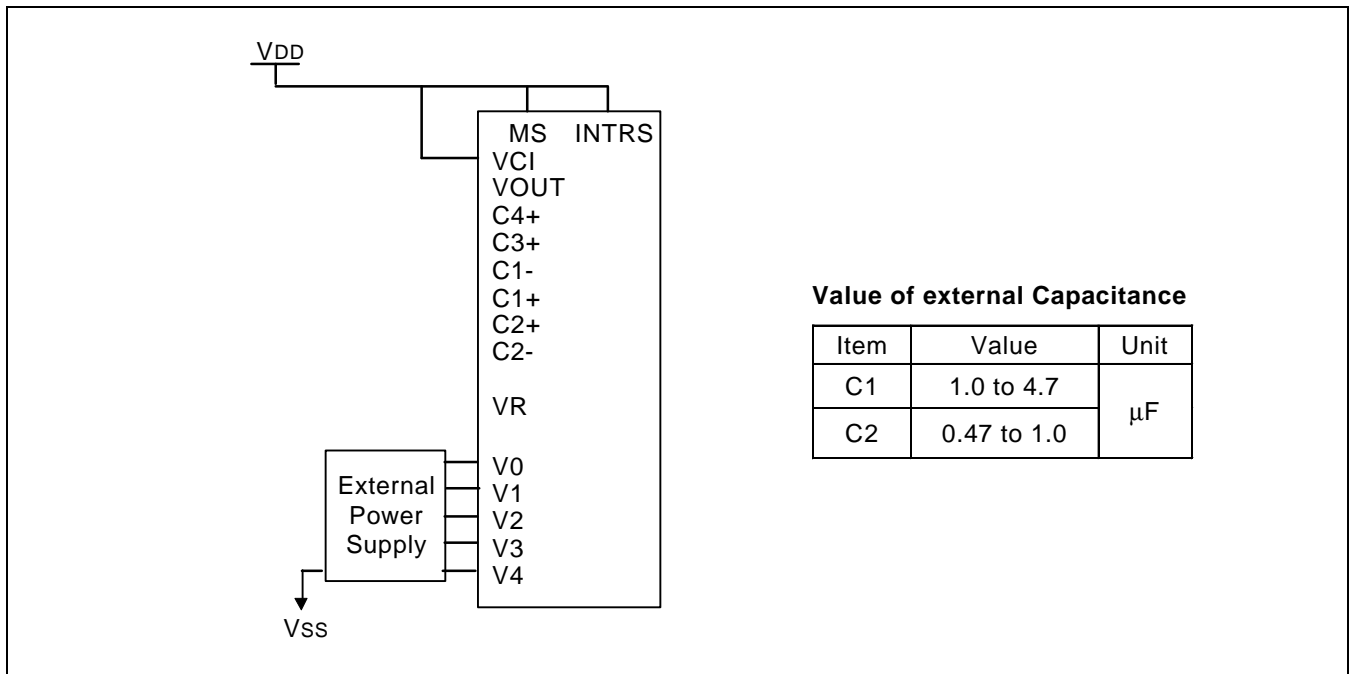 VDD
MS INTRS
VCI
VOUT
C4+
C3+
C1-
C1+
C2+
C2-
VR
V0
V1
V2
V3
V4
External
Power
Supply
VSS
Value of external Capacitance
Item Value Unit
C1 1.0 to 4.7 μF
C2 0.47 to 1.0